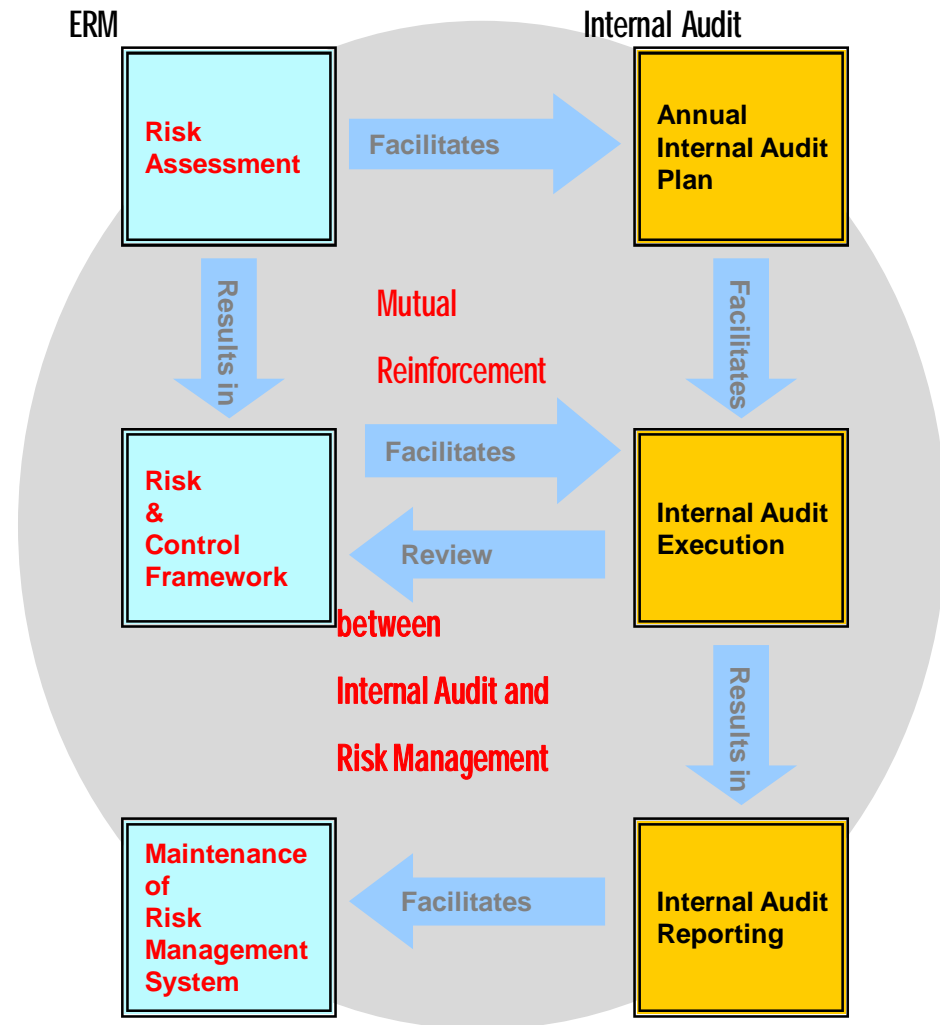 ERM
Internal Audit
Risk
Assessment
Facilitates
Annual
Internal Audit
Plan
Results in
Mutual
Reinforcement
Facilitates
Risk
&
Control
Framework
Facilitates
Review
Internal Audit
Execution
between
Internal Audit and
Risk Management
Results in
Maintenance
of
Risk
Management
System
Facilitates
Internal Audit
Reporting